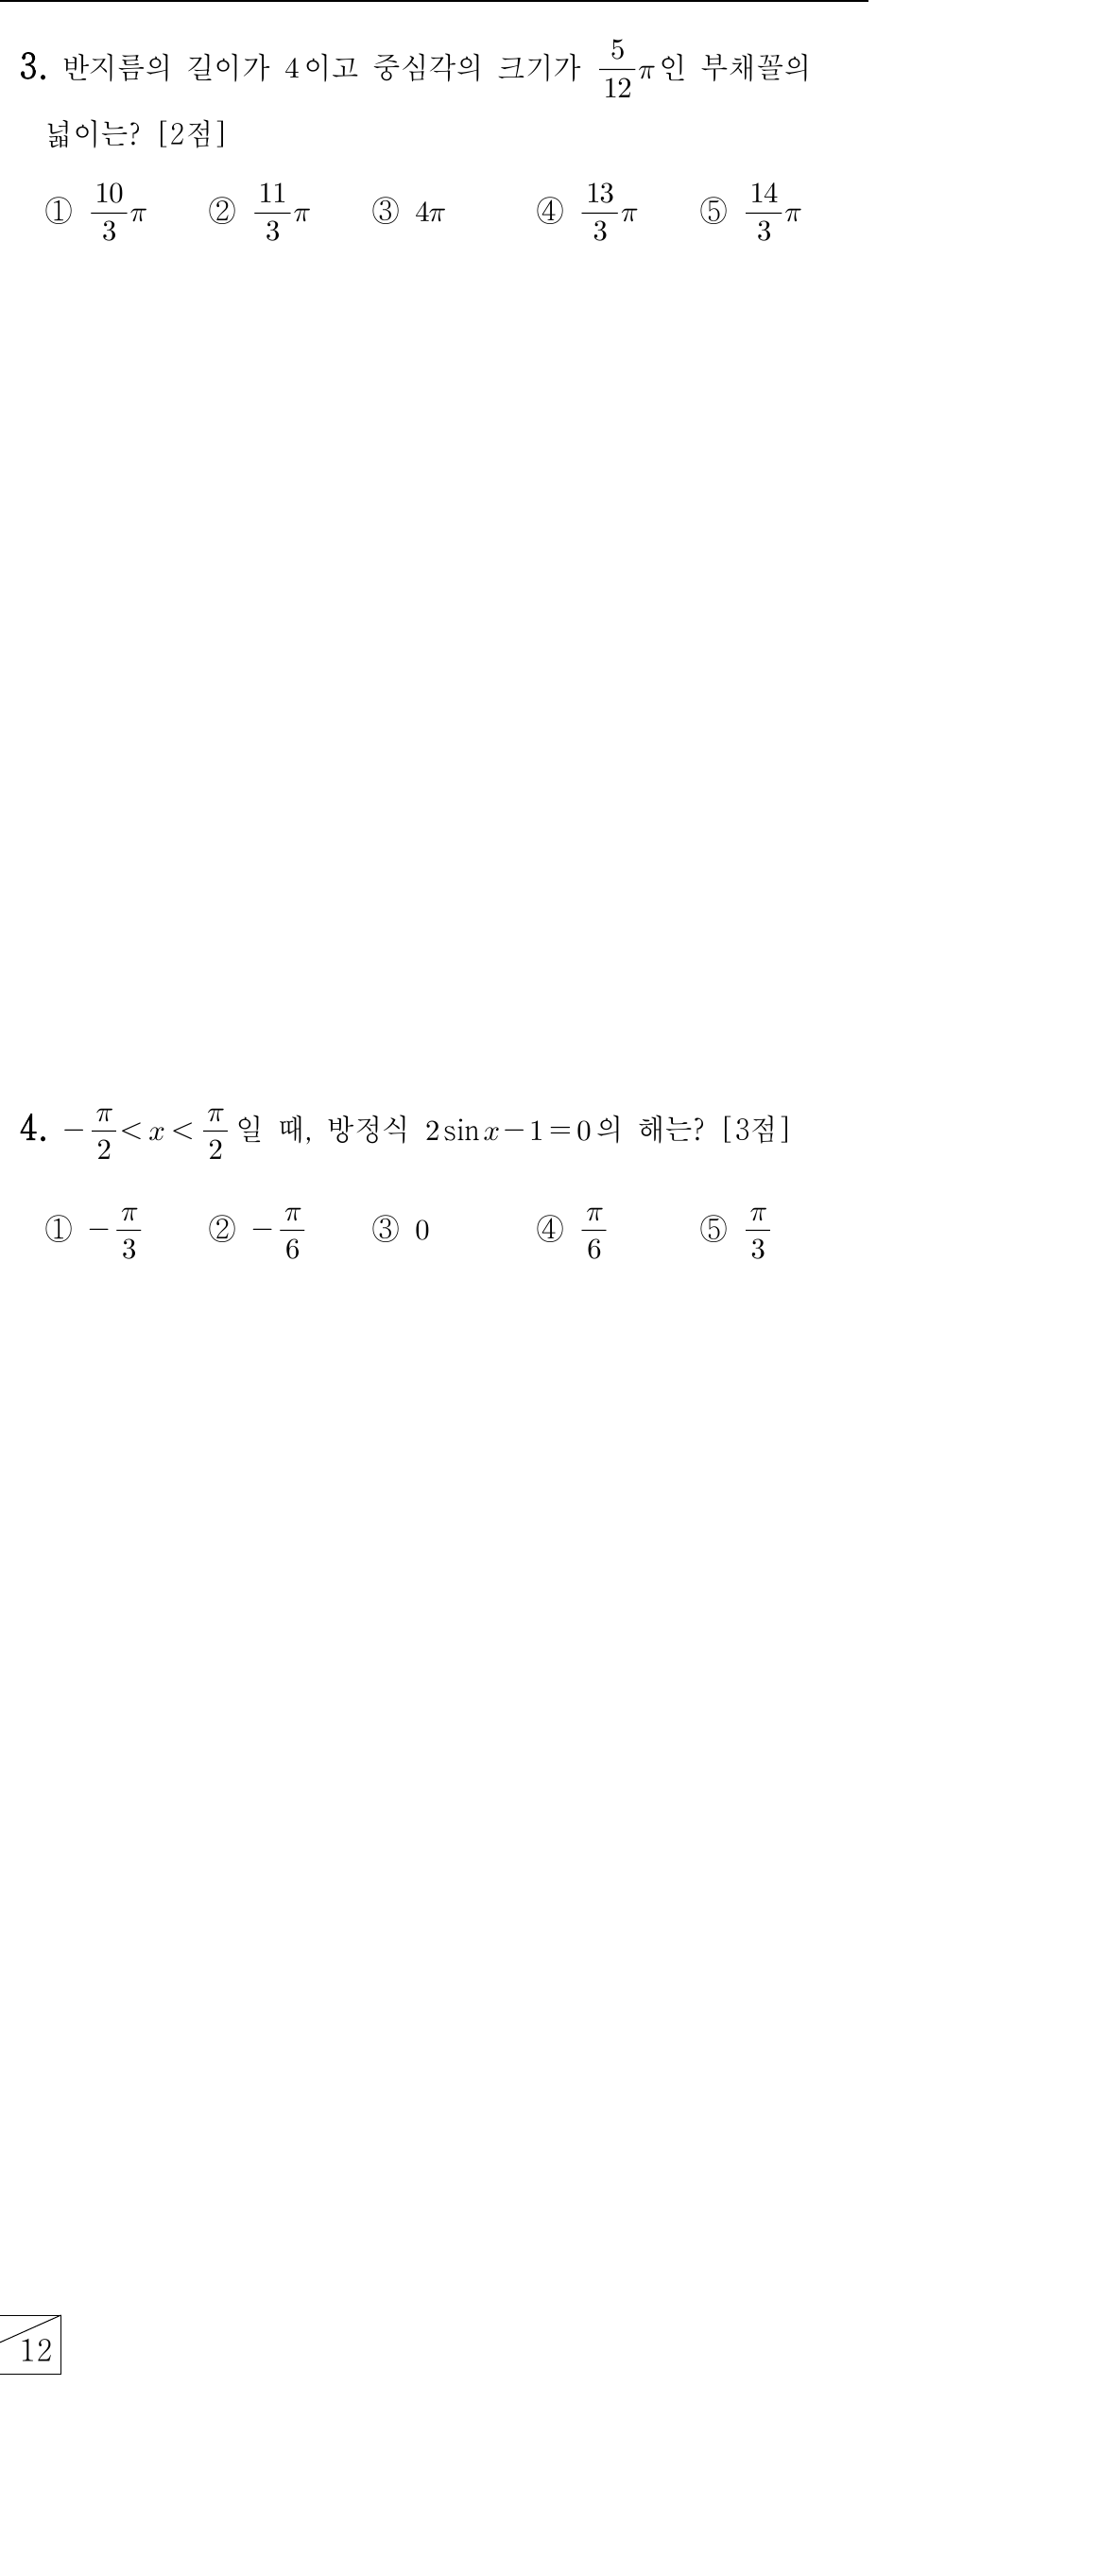 3. 반지름의 길이가 4이고 중심각의 크기가 5/12 π인 부채꼴의
넓이는? [2점]
① 10/3 π ② 11/3 π ③ 4π ④ 13/3 π ⑤ 14/3 π
4. −π/2 < x < π/2 일 때, 방정식 2sin x − 1 = 0의 해는? [3점]
① −π/3 ② −π/6 ③ 0 ④ π/6 ⑤ π/3
12